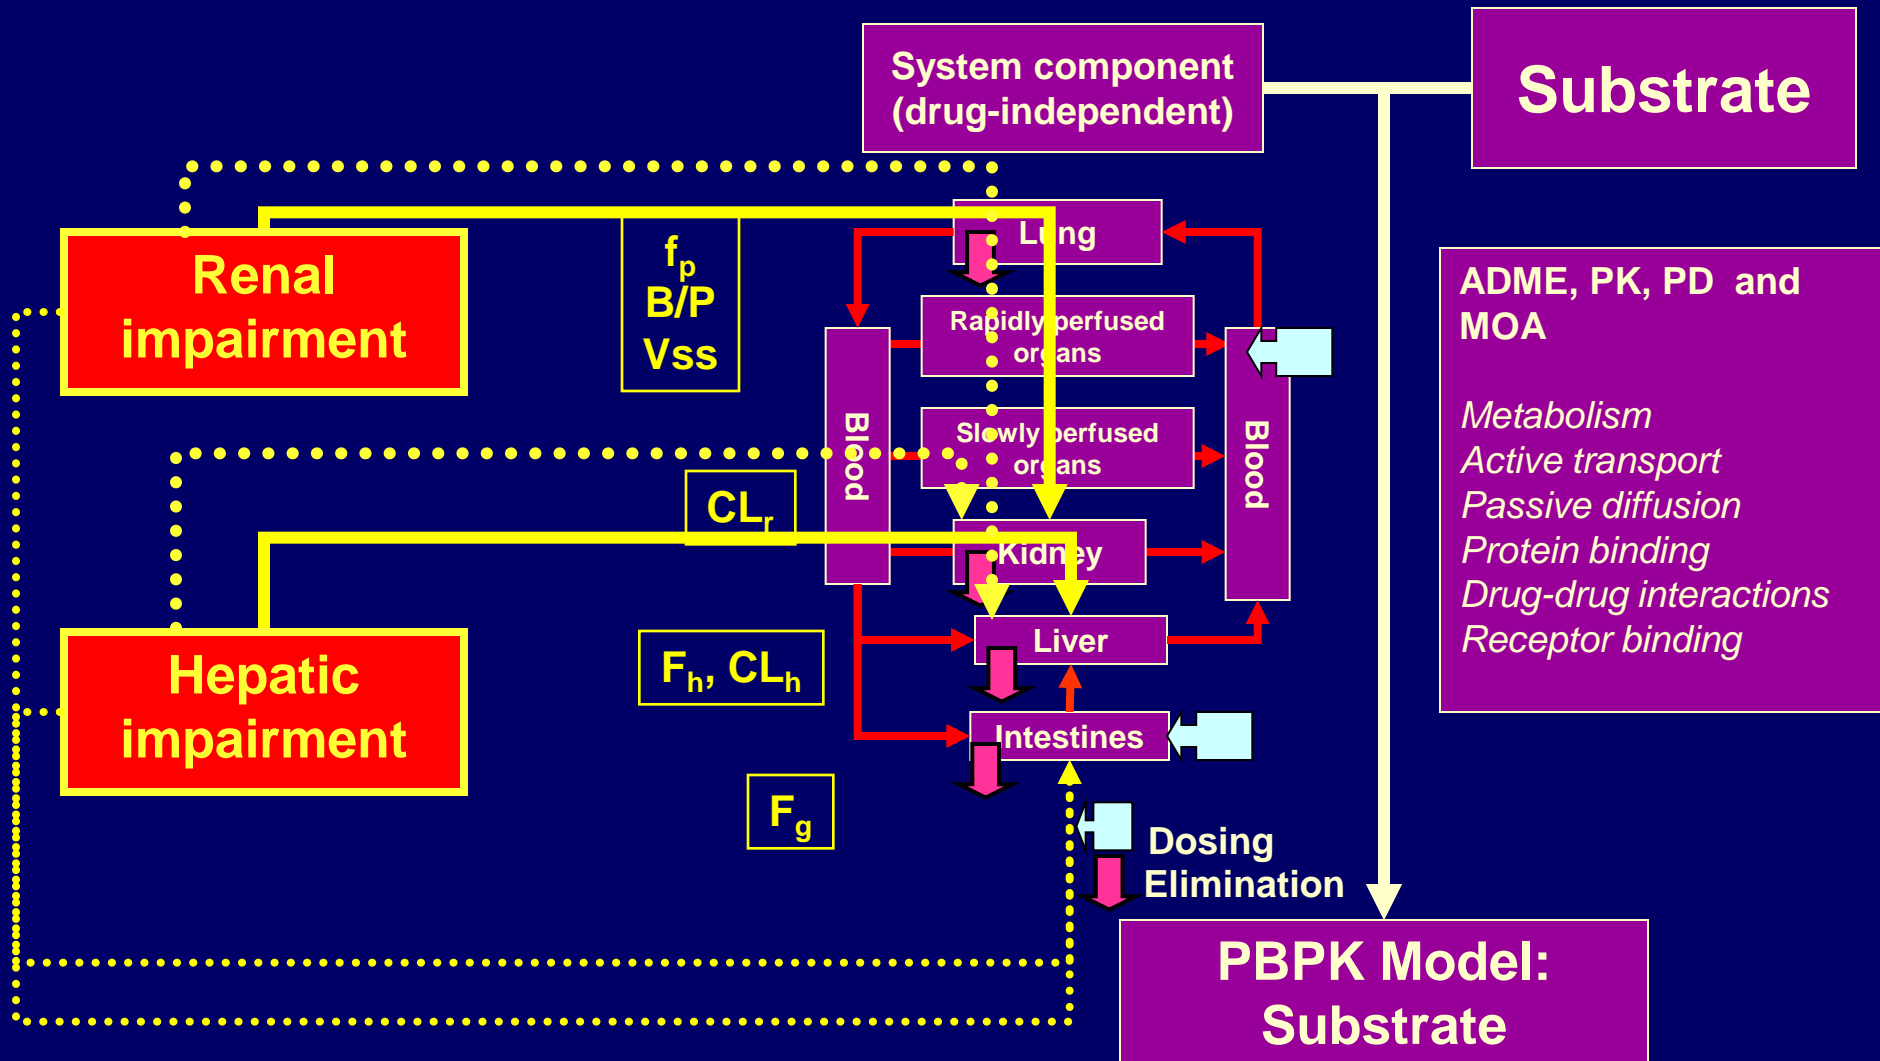 System component
(drug-independent)
Substrate
Renal
impairment
fp
B/P
Vss
Lung
Rapidly perfused
organs
Blood
Slowly perfused
organs
Blood
CLr
Kidney
Hepatic
impairment
Fh, CLh
Liver
Intestines
Fg
Dosing
Elimination
ADME, PK, PD and
MOA
Metabolism
Active transport
Passive diffusion
Protein binding
Drug-drug interactions
Receptor binding
PBPK Model:
Substrate